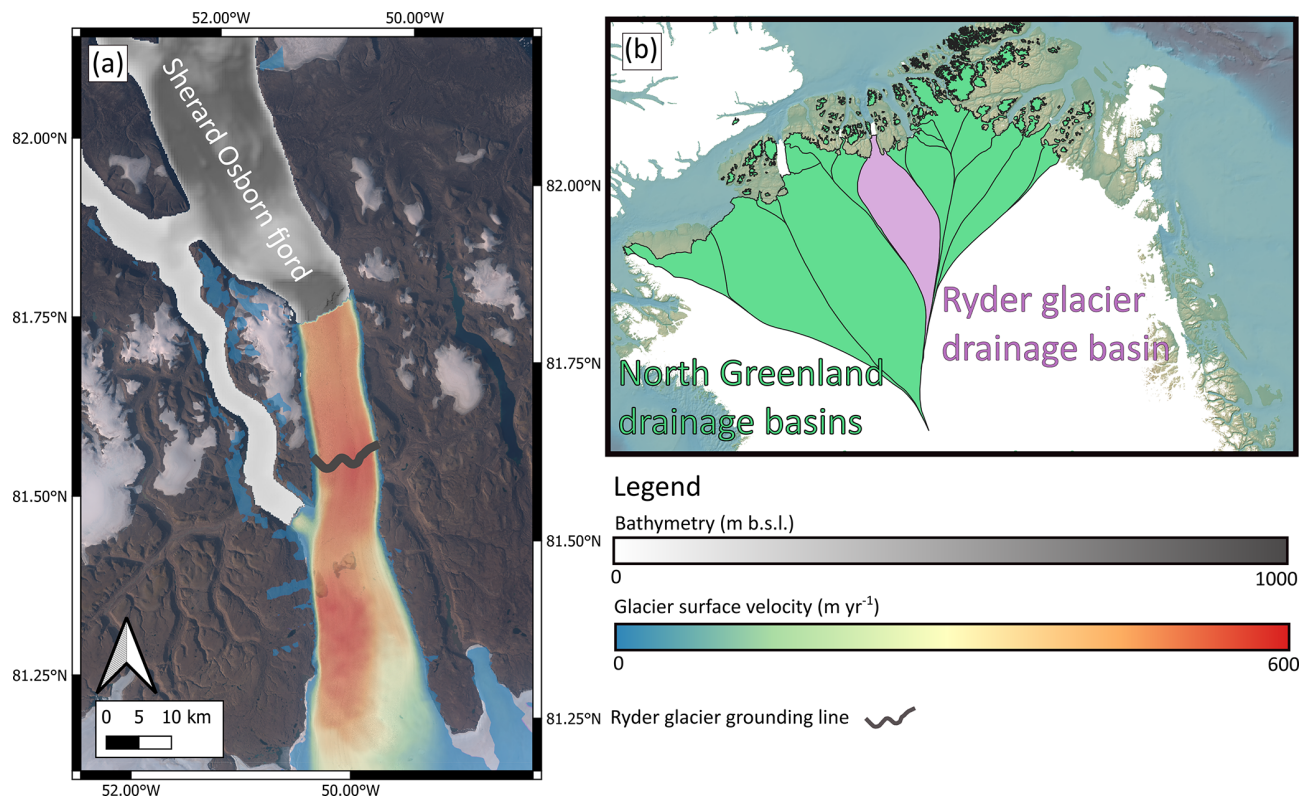 52.00°W 50.00°W
(a)
Sherard Osborn fjord
82.00°N
81.75°N
81.50°N
81.25°N
82.00°N
81.75°N
81.50°N
81.25°N
0 5 10 km
52.00°W 50.00°W
(b)
Ryder glacier
drainage basin
North Greenland
drainage basins
Legend
Bathymetry (m b.s.l.)
0 1000
Glacier surface velocity (m yr⁻¹)
0 600
Ryder glacier grounding line